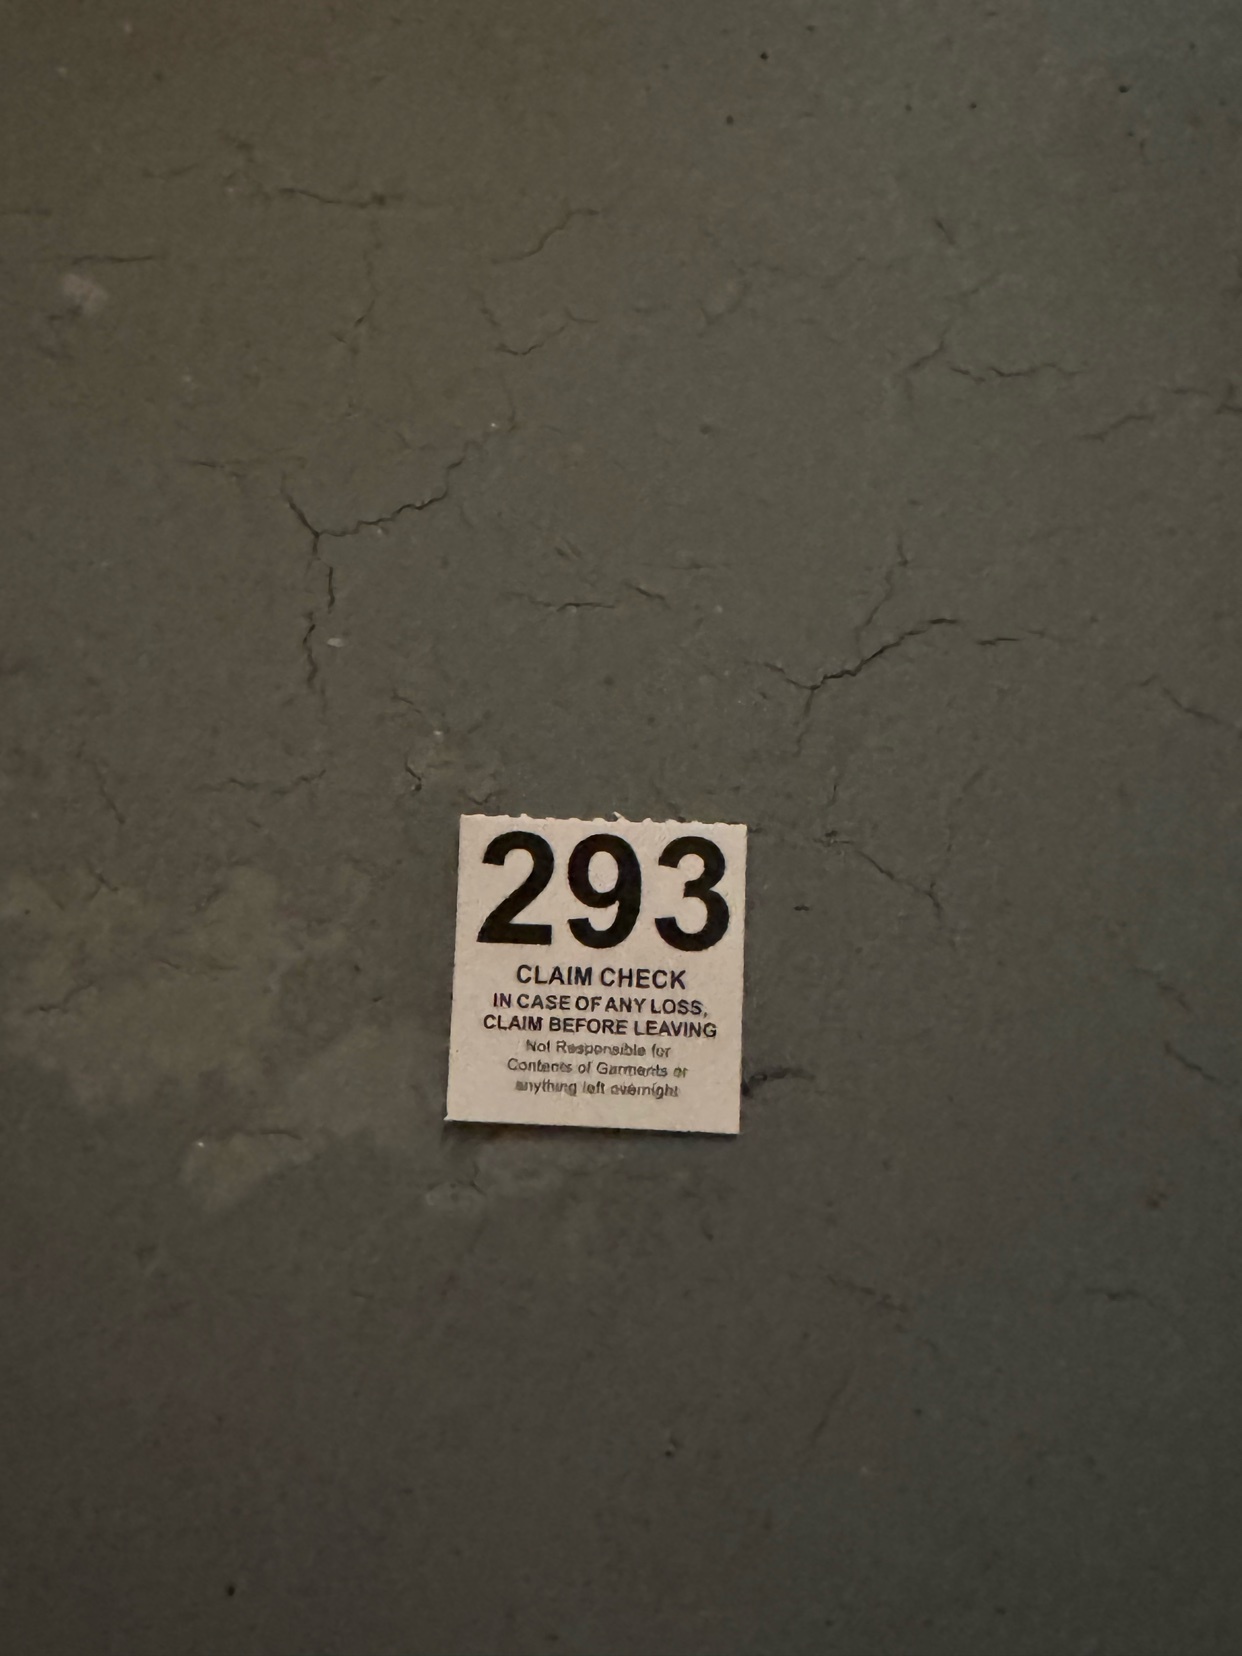 293
CLAIM CHECK
IN CASE OF ANY LOSS,
CLAIM BEFORE LEAVING
Not Responsible for
Contents of Garments or
anything left overnight